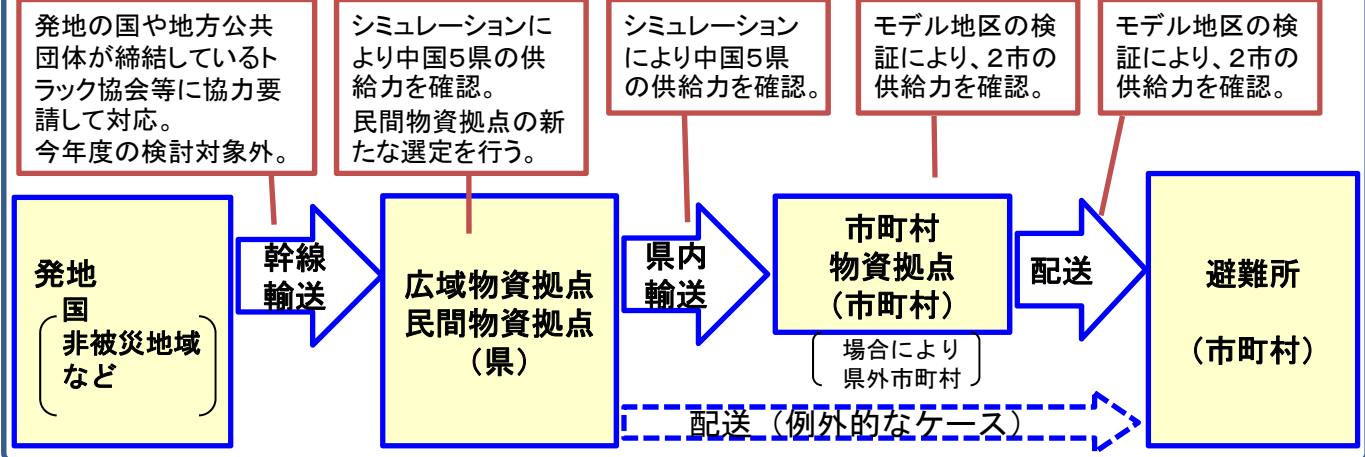 発地の国や地方公共
団体が締結しているト
ラック協会等に協力要
請して対応。
今年度の検討対象外。
シミュレーションに
より中国5県の供
給力を確認。
民間物資拠点の新
たな選定を行う。
シミュレーション
により中国5県
の供給力を確認。
モデル地区の検
証により、2市の
供給力を確認。
モデル地区の検
証により、2市の
供給力を確認。
発地
国
非被災地域
など
幹線
輸送
広域物資拠点
民間物資拠点
（県）
県内
輸送
市町村
物資拠点
（市町村）
場合により
県外市町村
配送
避難所
（市町村）
配送（例外的なケース）